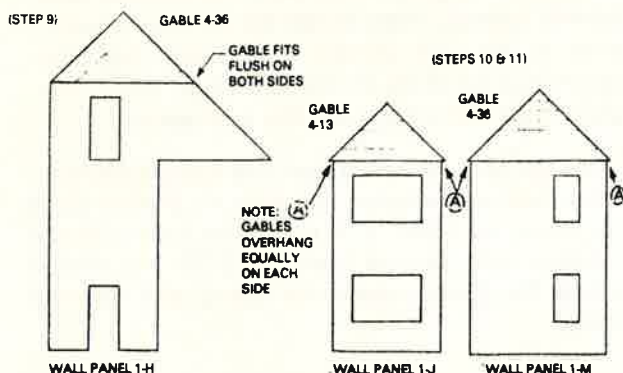 (STEP 9)
GABLE 4-36
GABLE FITS
FLUSH ON
BOTH SIDES
(STEPS 10 & 11)
GABLE
4-13
GABLE
4-36
NOTE: (A)
GABLES
OVERHANG
EQUALLY
ON EACH
SIDE
(A)
(A)
WALL PANEL 1-H
WALL PANEL 1-J
WALL PANEL 1-M